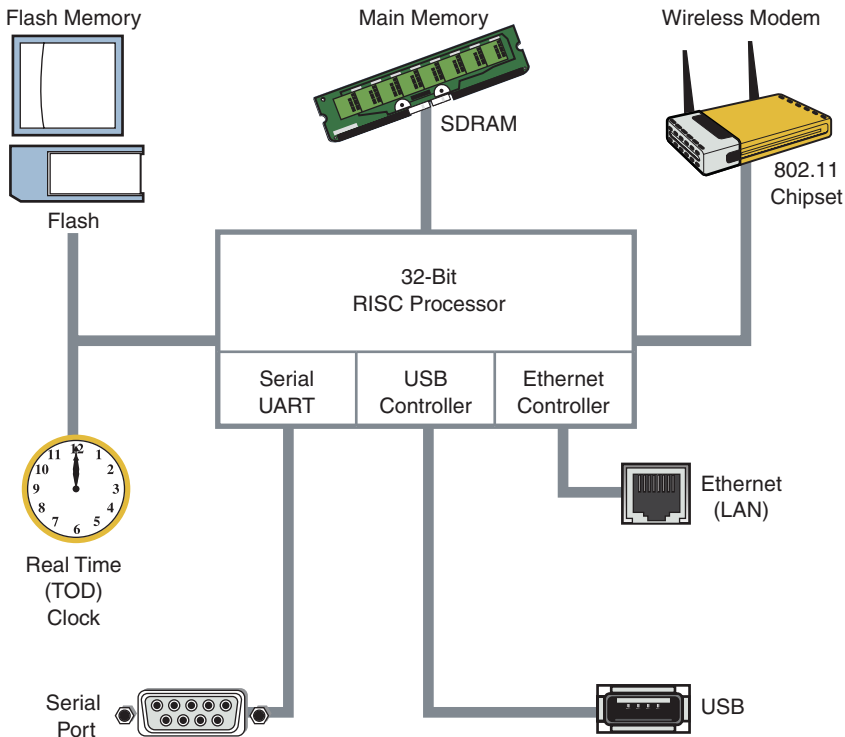 Flash Memory
Main Memory
Wireless Modem
SDRAM
802.11
Chipset
Flash
32-Bit
RISC Processor
Serial
UART
USB
Controller
Ethernet
Controller
12
1
2
3
4
5
6
7
8
9
10
11
Ethernet
(LAN)
Real Time
(TOD)
Clock
Serial
Port
USB